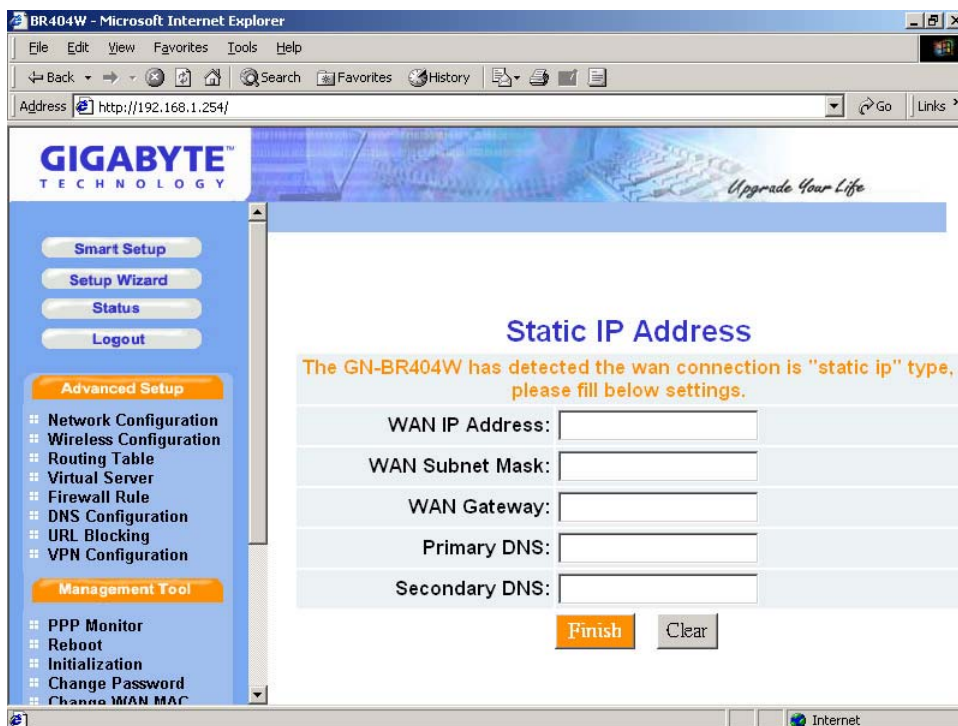 BR404W - Microsoft Internet Explorer
File Edit View Favorites Tools Help
Back Search Favorites History
Address http://192.168.1.254/ Go Links
GIGABYTE™
TECHNOLOGY
Upgrade Your Life
Smart Setup
Setup Wizard
Status
Logout
Advanced Setup
Network Configuration
Wireless Configuration
Routing Table
Virtual Server
Firewall Rule
DNS Configuration
URL Blocking
VPN Configuration
Management Tool
PPP Monitor
Reboot
Initialization
Change Password
Change WAN MAC
Static IP Address
The GN-BR404W has detected the wan connection is "static ip" type,
please fill below settings.
WAN IP Address:
WAN Subnet Mask:
WAN Gateway:
Primary DNS:
Secondary DNS:
Finish Clear
Internet